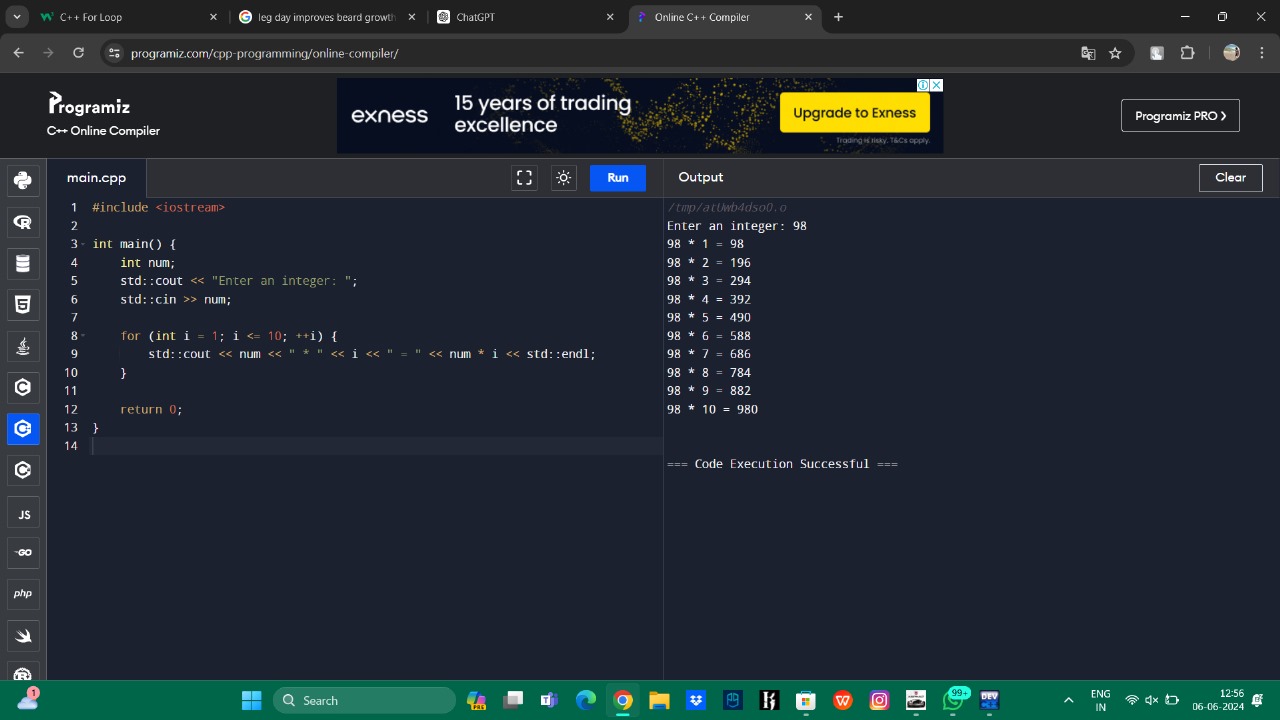 C++ For Loop
leg day improves beard growth
ChatGPT
Online C++ Compiler
programiz.com/cpp-programming/online-compiler/
Programiz
C++ Online Compiler
exness
15 years of trading
excellence
Upgrade to Exness
Trading is risky. T&Cs apply.
Programiz PRO
main.cpp
Run
Output
Clear
1 #include <iostream>
2
3 int main() {
4 int num;
5 std::cout << "Enter an integer: ";
6 std::cin >> num;
7
8 for (int i = 1; i <= 10; ++i) {
9 std::cout << num << " * " << i << " = " << num * i << std::endl;
10 }
11
12 return 0;
13 }
14
/tmp/atUwb4dsoO.o
Enter an integer: 98
98 * 1 = 98
98 * 2 = 196
98 * 3 = 294
98 * 4 = 392
98 * 5 = 490
98 * 6 = 588
98 * 7 = 686
98 * 8 = 784
98 * 9 = 882
98 * 10 = 980
=== Code Execution Successful ===
JS
GO
php
1
Search
PRE
99+
DEV
ENG
IN
12:56
06-06-2024